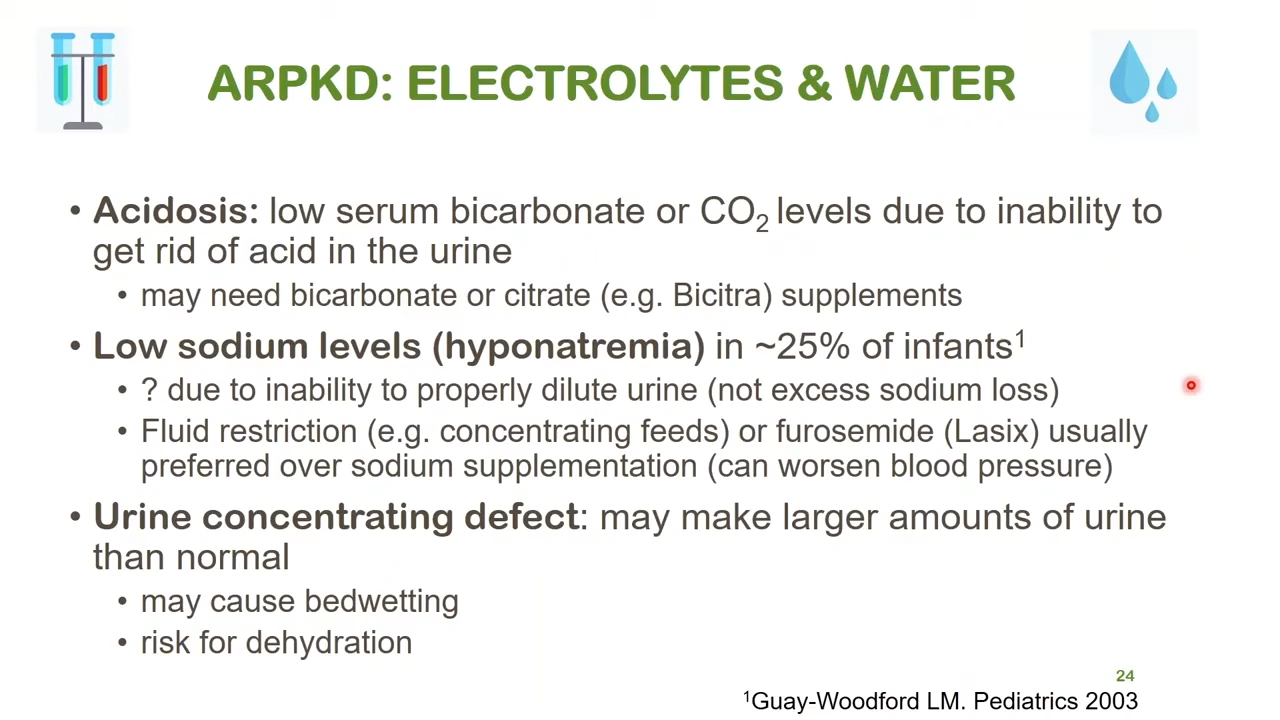 ARPKD: ELECTROLYTES & WATER
• Acidosis: low serum bicarbonate or CO₂ levels due to inability to
get rid of acid in the urine
• may need bicarbonate or citrate (e.g. Bicitra) supplements
• Low sodium levels (hyponatremia) in ~25% of infants¹
• ? due to inability to properly dilute urine (not excess sodium loss)
• Fluid restriction (e.g. concentrating feeds) or furosemide (Lasix) usually
preferred over sodium supplementation (can worsen blood pressure)
• Urine concentrating defect: may make larger amounts of urine
than normal
• may cause bedwetting
• risk for dehydration
24
¹Guay-Woodford LM. Pediatrics 2003